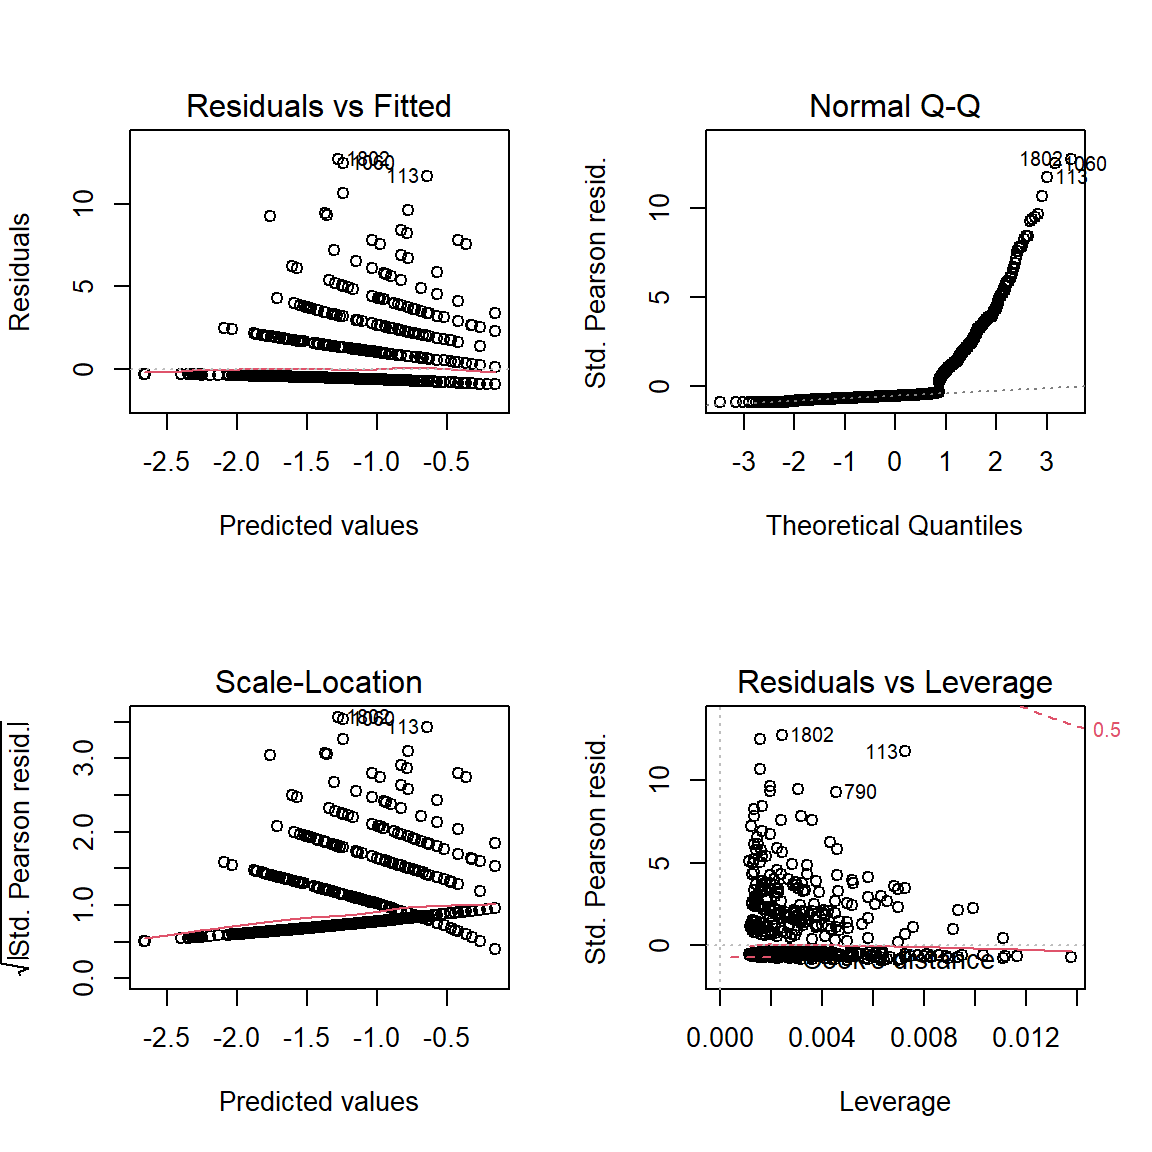 Residuals vs Fitted
Residuals
0 5 10
1802
1060
113
-2.5 -2.0 -1.5 -1.0 -0.5
Predicted values
Normal Q-Q
Std. Pearson resid.
0 5 10
1802
1060
113
-3 -2 -1 0 1 2 3
Theoretical Quantiles
Scale-Location
√|Std. Pearson resid.|
0.0 1.0 2.0 3.0
1802
1060
113
-2.5 -2.0 -1.5 -1.0 -0.5
Predicted values
Residuals vs Leverage
Std. Pearson resid.
0 5 10
1802
113
790
0.5
Cook's distance
0.000 0.004 0.008 0.012
Leverage